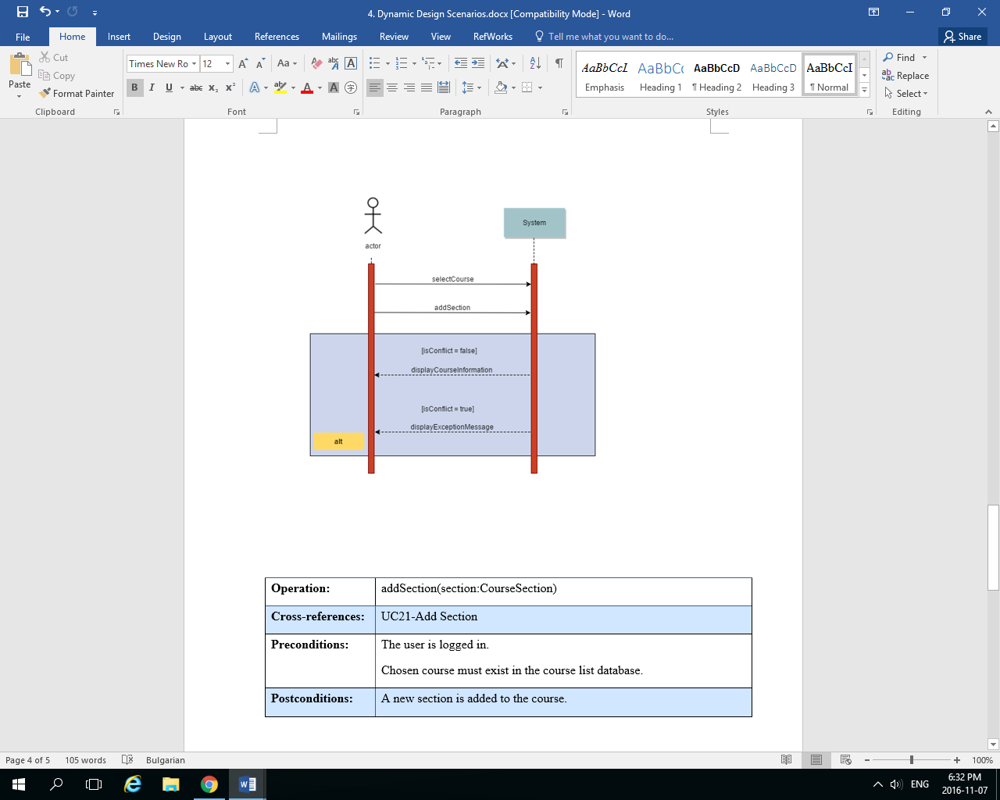 4. Dynamic Design Scenarios.docx [Compatibility Mode] - Word
File Home Insert Design Layout References Mailings Review View RefWorks Tell me what you want to do... Share
Paste
Cut
Copy
Format Painter
Clipboard
Times New Ro 12 Aa
B I U abc x₂ x²
Font
Paragraph
AaBbCcI AaBbCc AaBbCcD AaBbCcD AaBbCcI
Emphasis Heading 1 ¶ Heading 2 Heading 3 ¶ Normal
Styles
Find
Replace
Select
Editing
System
actor
selectCourse
addSection
[isConflict = false]
displayCourseInformation
[isConflict = true]
displayExceptionMessage
alt
Operation: addSection(section:CourseSection)
Cross-references: UC21-Add Section
Preconditions: The user is logged in.
Chosen course must exist in the course list database.
Postconditions: A new section is added to the course.
Page 4 of 5 105 words Bulgarian 100%
ENG
6:32 PM
2016-11-07